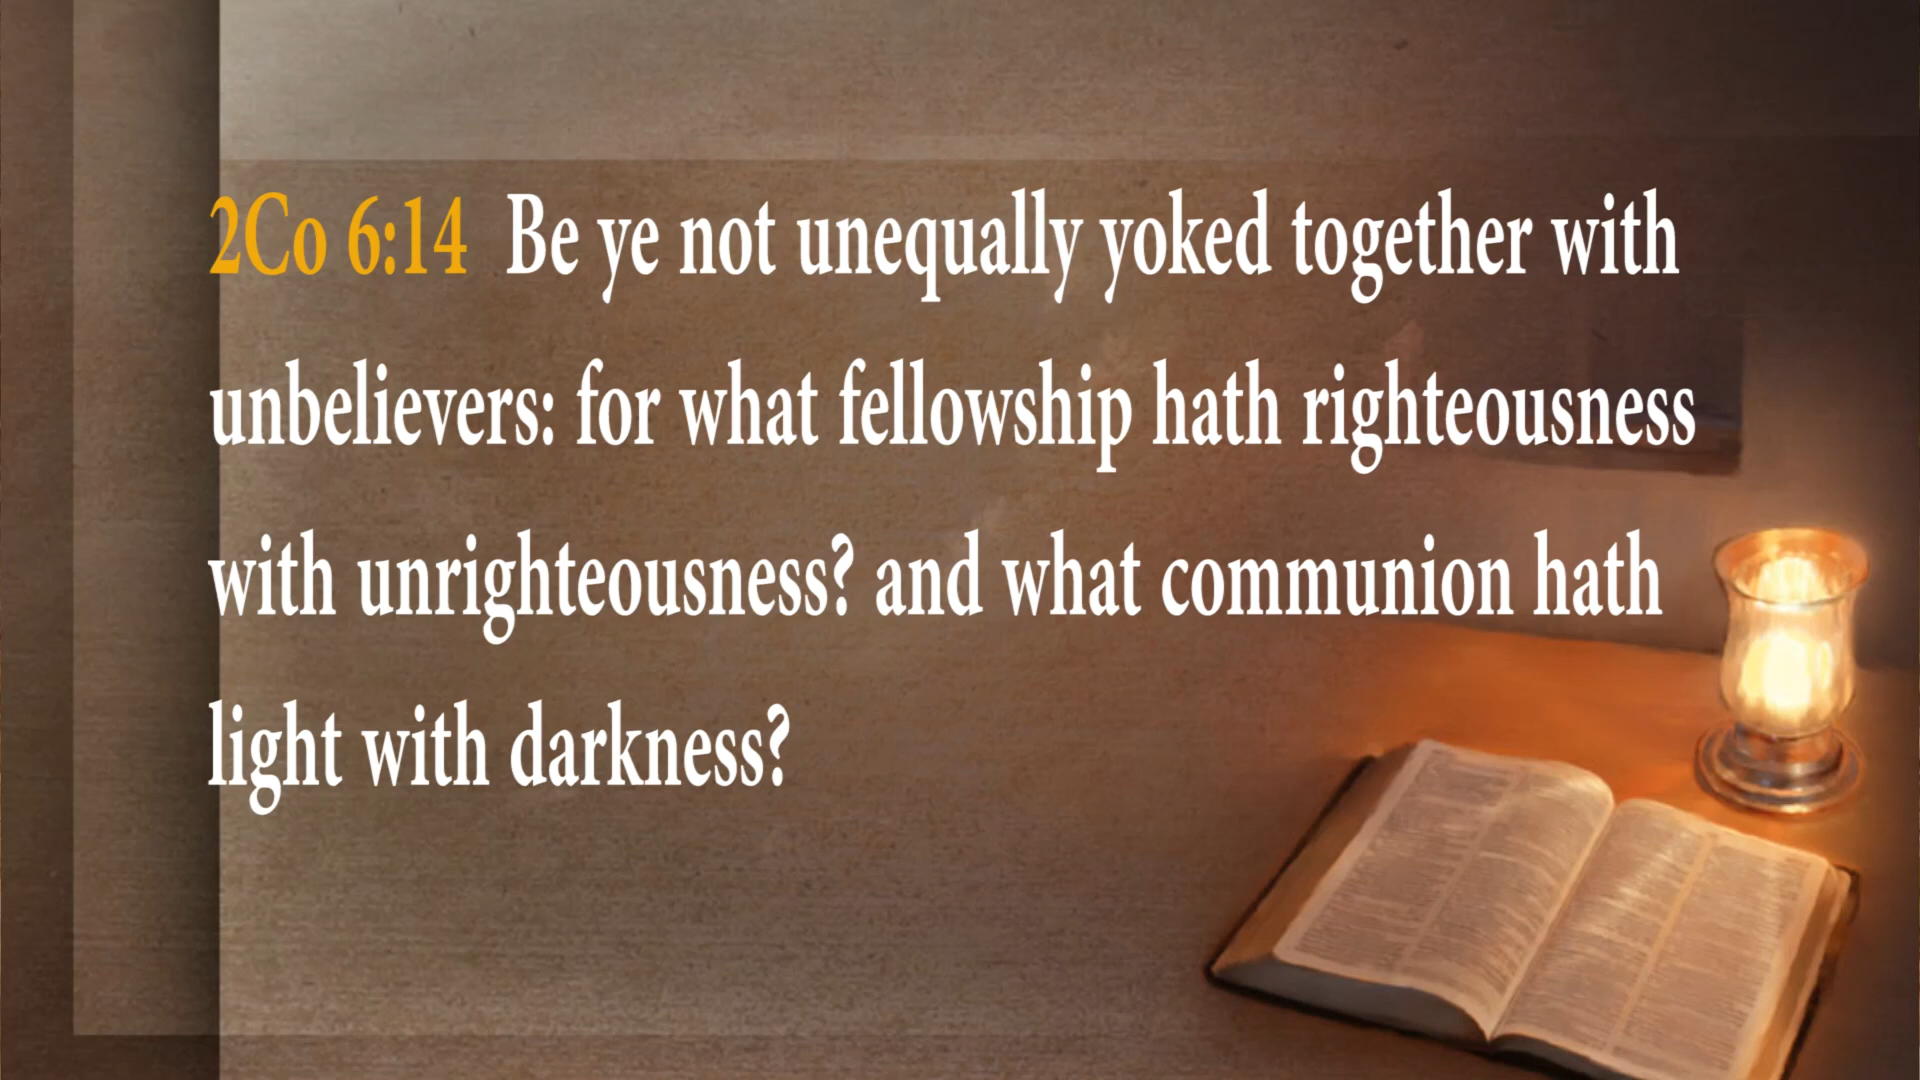 2Co 6:14 Be ye not unequally yoked together with
unbelievers: for what fellowship hath righteousness
with unrighteousness? and what communion hath
light with darkness?